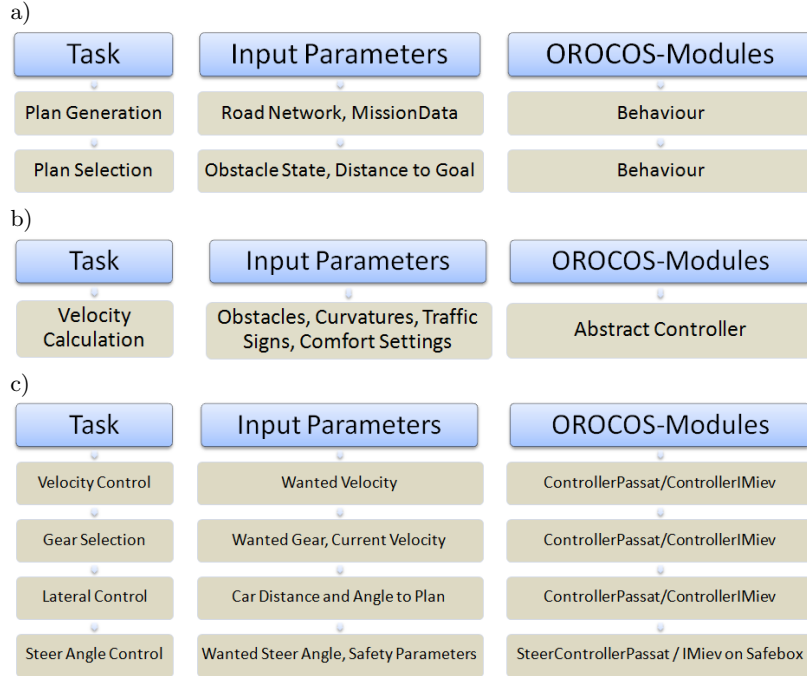 a)
Task Input Parameters OROCOS-Modules
Plan Generation Road Network, MissionData Behaviour
Plan Selection Obstacle State, Distance to Goal Behaviour
b)
Task Input Parameters OROCOS-Modules
Velocity Calculation Obstacles, Curvatures, Traffic Signs, Comfort Settings Abstract Controller
c)
Task Input Parameters OROCOS-Modules
Velocity Control Wanted Velocity ControllerPassat/ControllerIMiev
Gear Selection Wanted Gear, Current Velocity ControllerPassat/ControllerIMiev
Lateral Control Car Distance and Angle to Plan ControllerPassat/ControllerIMiev
Steer Angle Control Wanted Steer Angle, Safety Parameters SteerControllerPassat / IMiev on Safebox